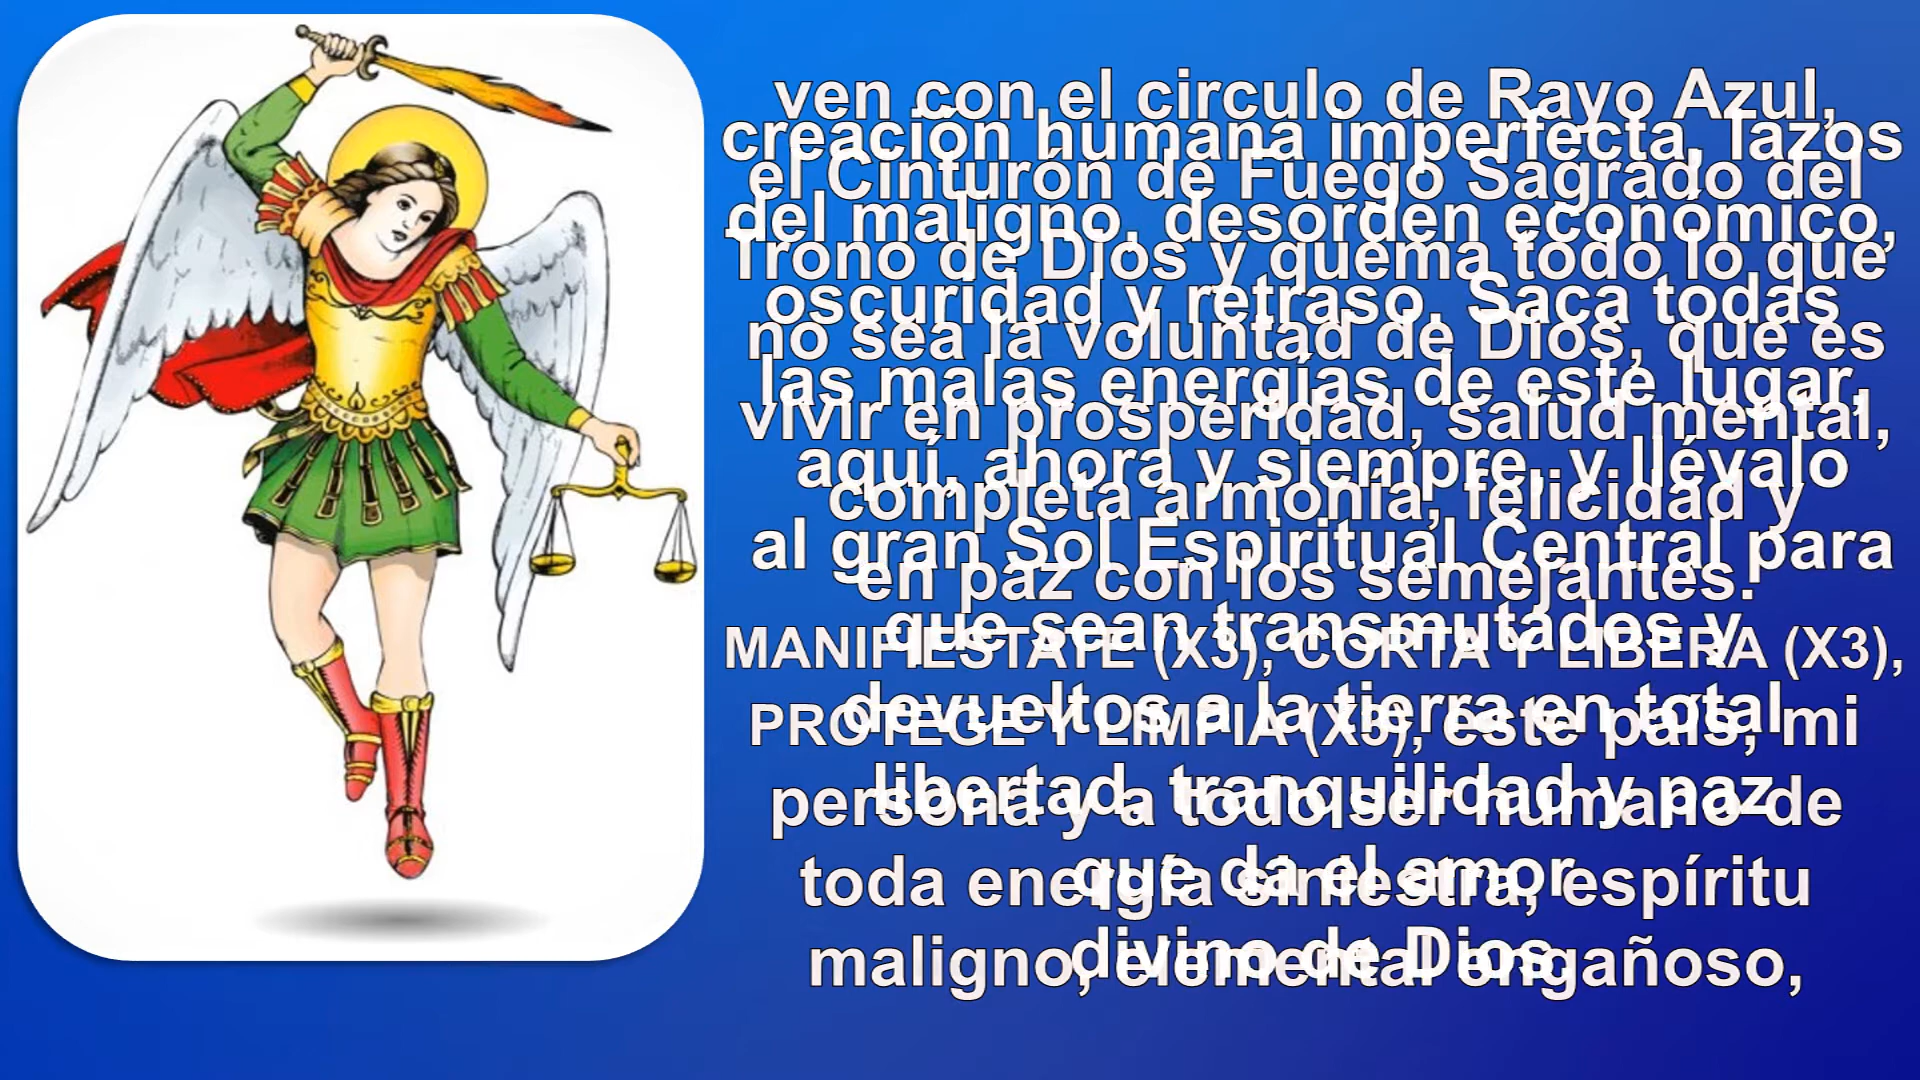 ven con el circulo de Rayo Azul,
el Cinturón de Fuego Sagrado del
Trono de Dios y quema todo lo que
no sea la voluntad de Dios, que es
vivir en prosperidad, salud mental,
completa armonía, felicidad y
en paz con los semejantes.
MANIFIESTATE (X3), CORTA Y LIBERA (X3),
PROTEGE Y LIMPIA (X3), este país, mi
persona y a todo ser humano de
toda energía siniestra, espíritu
maligno, elemental engañoso,
creación humana imperfecta, lazos
del maligno, desorden económico,
oscuridad y retraso. Saca todas
las malas energías de este lugar,
aquí, ahora y siempre, y llévalo
al gran Sol Espiritual Central para
que sean transmutados y
devueltos a la tierra en total
libertad, tranquilidad y paz
que da el amor
divino de Dios.